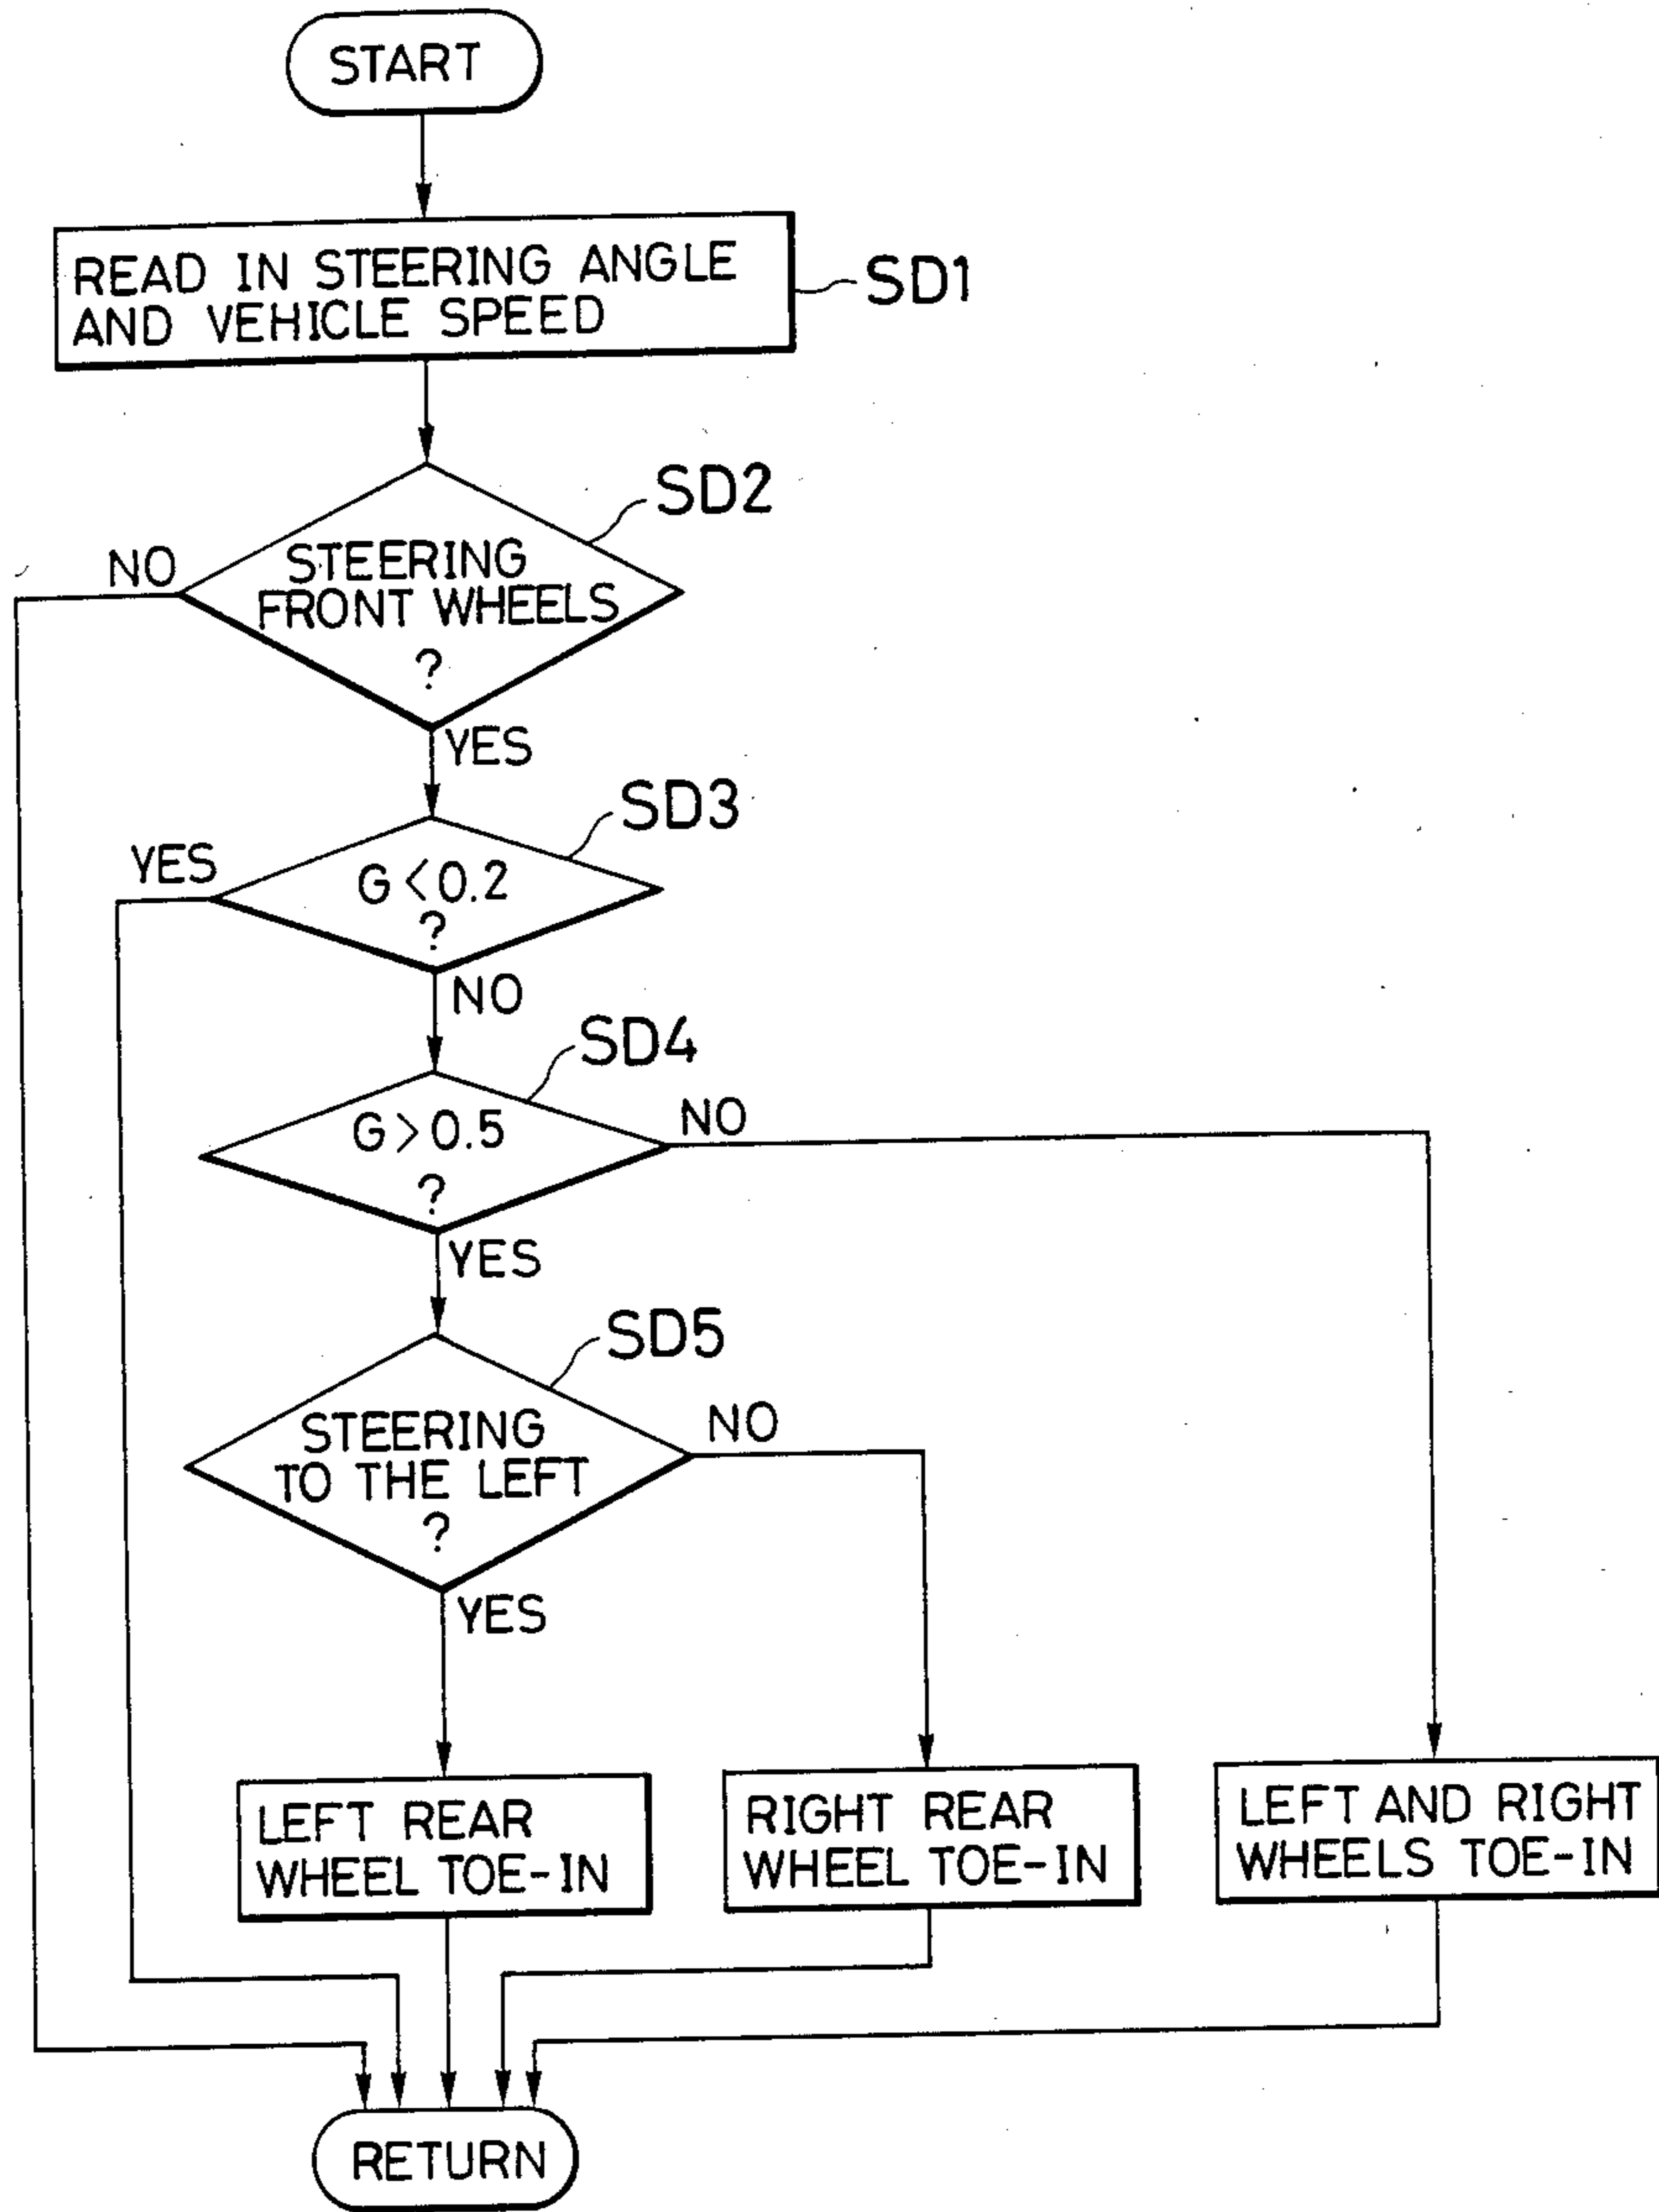 START
READ IN STEERING ANGLE
AND VEHICLE SPEED
SD1
SD2
NO
STEERING
FRONT WHEELS
?
YES
SD3
YES
G<0.2
?
NO
SD4
G>0.5
?
NO
YES
SD5
STEERING
TO THE LEFT
?
NO
YES
LEFT REAR
WHEEL TOE-IN
RIGHT REAR
WHEEL TOE-IN
LEFT AND RIGHT
WHEELS TOE-IN
RETURN